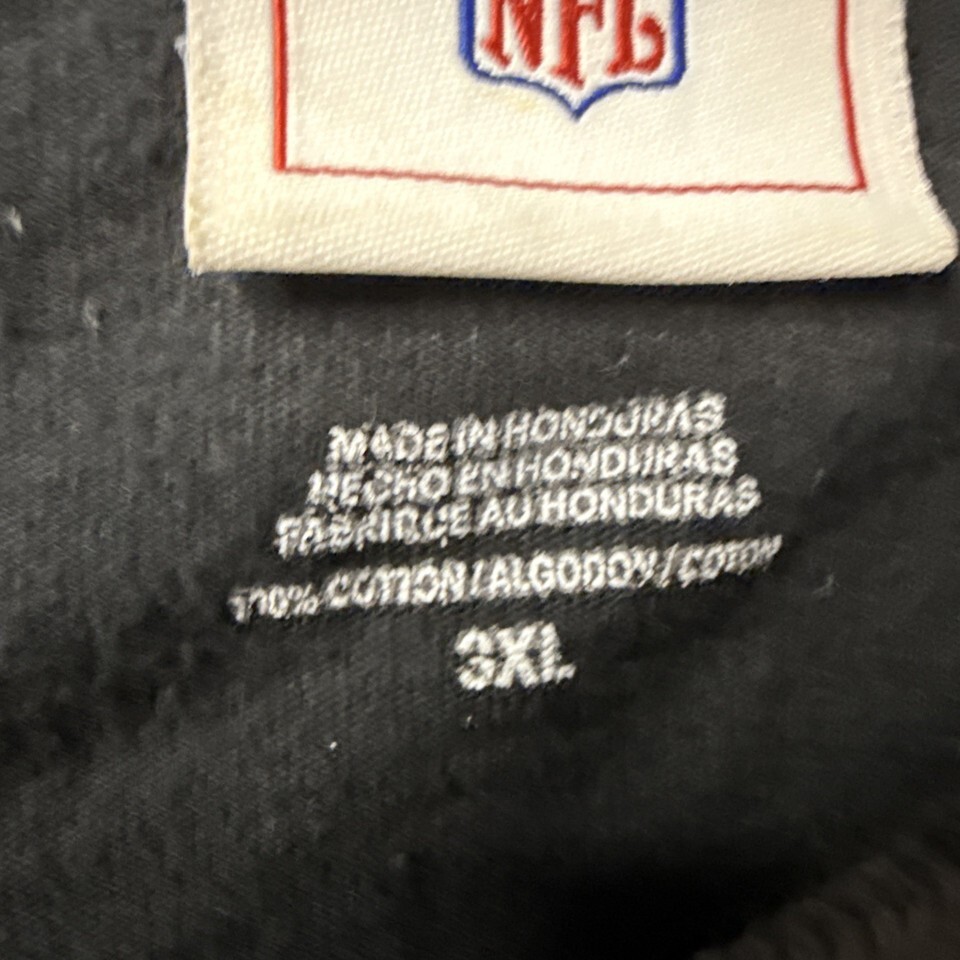 NFL
MADE IN HONDURAS
HECHO EN HONDURAS
FABRIQUE AU HONDURAS
100% COTTON / ALGODON / COTON
3XL